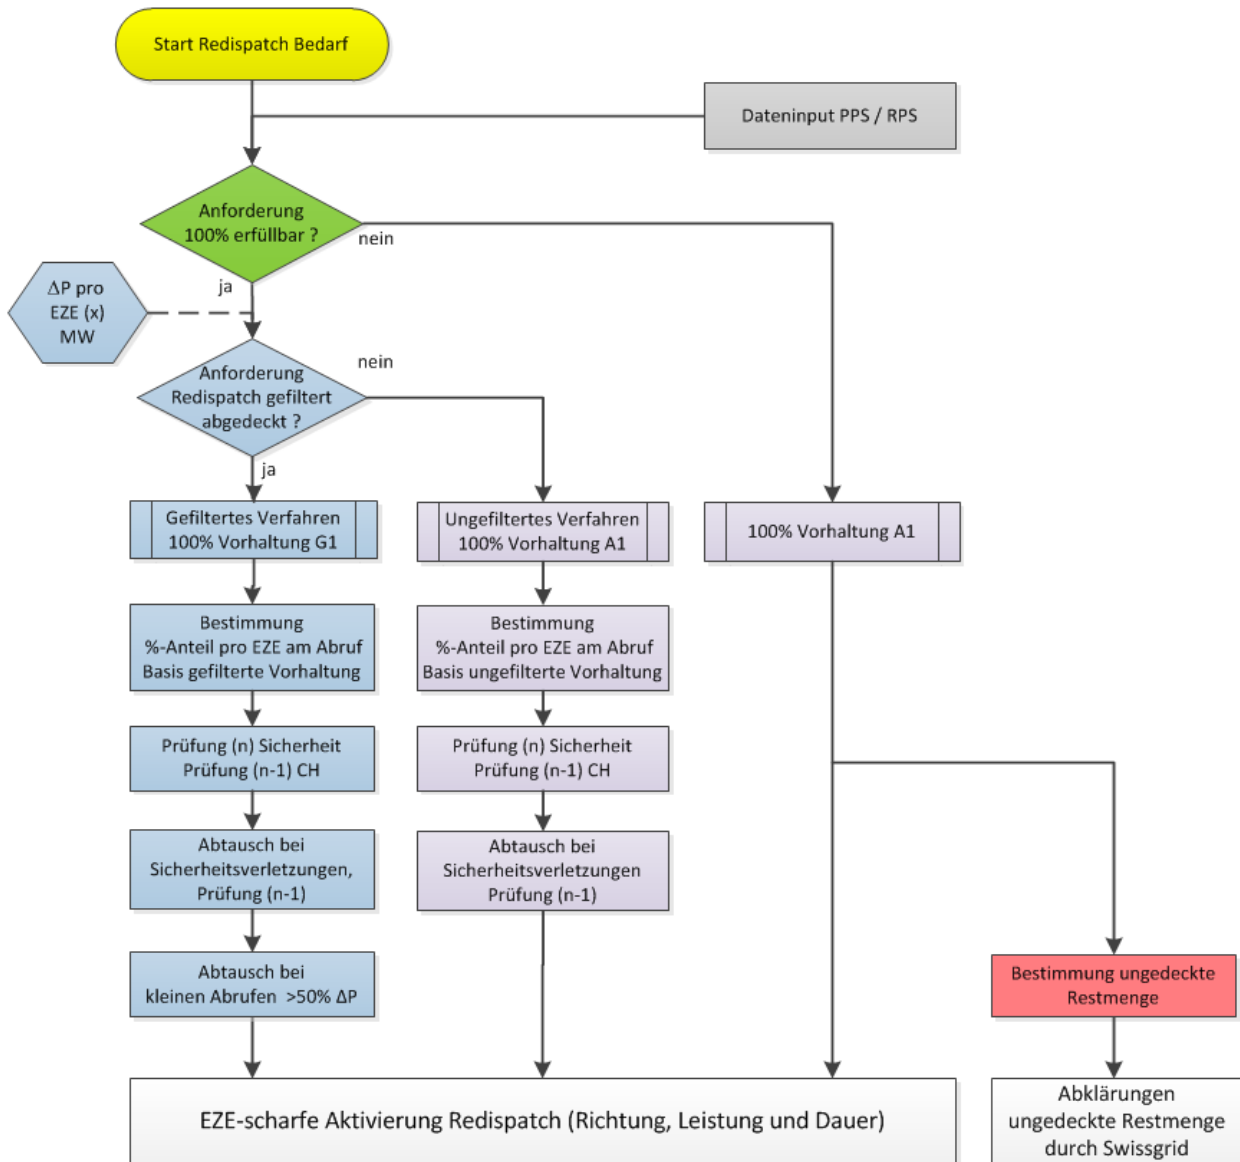 Start Redispatch Bedarf
Dateninput PPS / RPS
Anforderung
100% erfüllbar ?
nein
ja
ΔP pro
EZE (x)
MW
nein
Anforderung
Redispatch gefiltert
abgedeckt ?
ja
Gefiltertes Verfahren
100% Vorhaltung G1
Ungefiltertes Verfahren
100% Vorhaltung A1
100% Vorhaltung A1
Bestimmung
%-Anteil pro EZE am Abruf
Basis gefilterte Vorhaltung
Bestimmung
%-Anteil pro EZE am Abruf
Basis ungefilterte Vorhaltung
Prüfung (n) Sicherheit
Prüfung (n-1) CH
Prüfung (n) Sicherheit
Prüfung (n-1) CH
Abtausch bei
Sicherheitsverletzungen,
Prüfung (n-1)
Abtausch bei
Sicherheitsverletzungen
Prüfung (n-1)
Abtausch bei
kleinen Abrufen >50% ΔP
Bestimmung ungedeckte
Restmenge
EZE-scharfe Aktivierung Redispatch (Richtung, Leistung und Dauer)
Abklärungen
ungedeckte Restmenge
durch Swissgrid